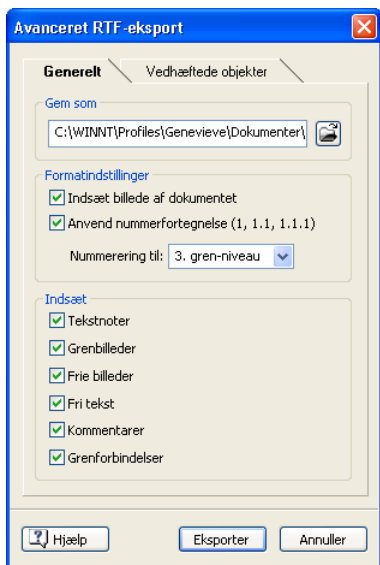 Avanceret RTF-eksport
Generelt Vedhæftede objekter
Gem som
C:\WINNT\Profiles\Genevieve\Dokumenter\
Formatindstillinger
Indsæt billede af dokumentet
Anvend nummerfortegnelse (1, 1.1, 1.1.1)
Nummerering til: 3. gren-niveau
Indsæt
Tekstnoter
Grenbilleder
Frie billeder
Fri tekst
Kommentarer
Grenforbindelser
Hjælp Eksporter Annuller